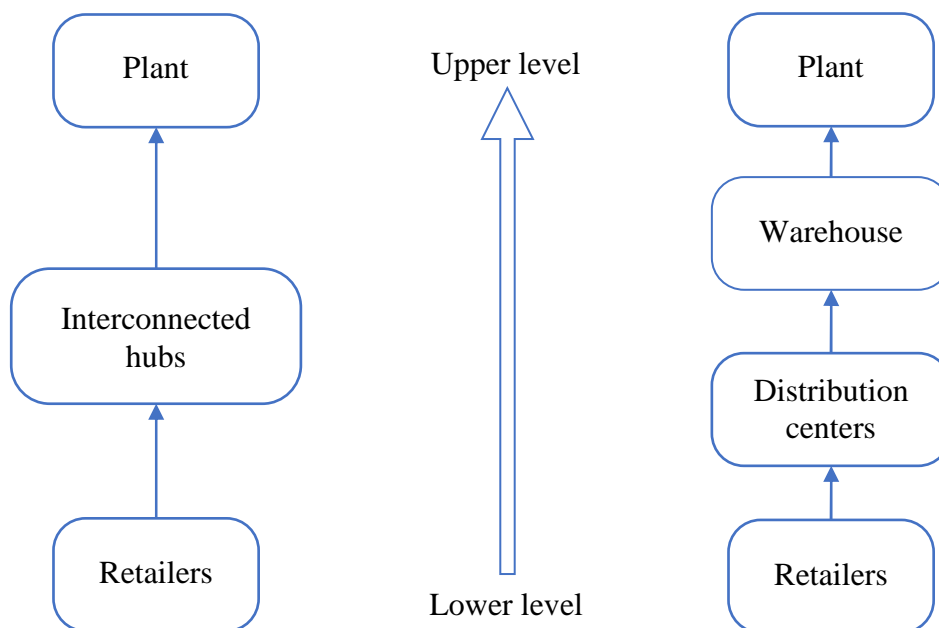 Plant
Interconnected
hubs
Retailers
Upper level
Lower level
Plant
Warehouse
Distribution
centers
Retailers